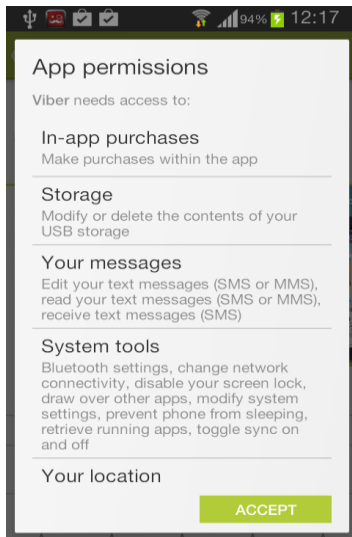 94% 12:17
App permissions
Viber needs access to:
In-app purchases
Make purchases within the app
Storage
Modify or delete the contents of your
USB storage
Your messages
Edit your text messages (SMS or MMS),
read your text messages (SMS or MMS),
receive text messages (SMS)
System tools
Bluetooth settings, change network
connectivity, disable your screen lock,
draw over other apps, modify system
settings, prevent phone from sleeping,
retrieve running apps, toggle sync on
and off
Your location
ACCEPT